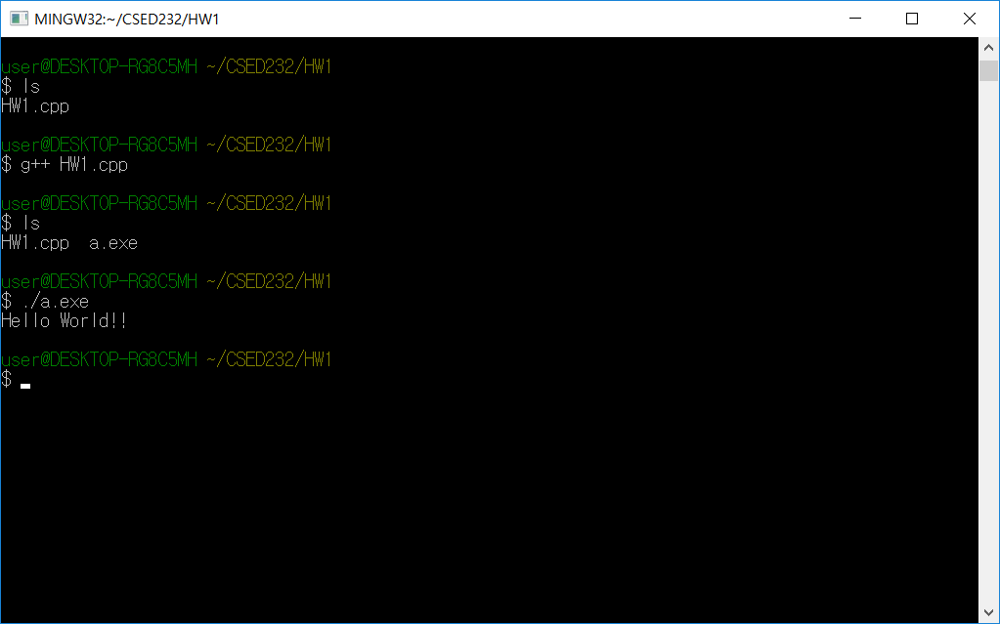 MINGW32:~/CSED232/HW1
user@DESKTOP-RG8C5MH ~/CSED232/HW1
$ ls
HW1.cpp
user@DESKTOP-RG8C5MH ~/CSED232/HW1
$ g++ HW1.cpp
user@DESKTOP-RG8C5MH ~/CSED232/HW1
$ ls
HW1.cpp  a.exe
user@DESKTOP-RG8C5MH ~/CSED232/HW1
$ ./a.exe
Hello World!!
user@DESKTOP-RG8C5MH ~/CSED232/HW1
$